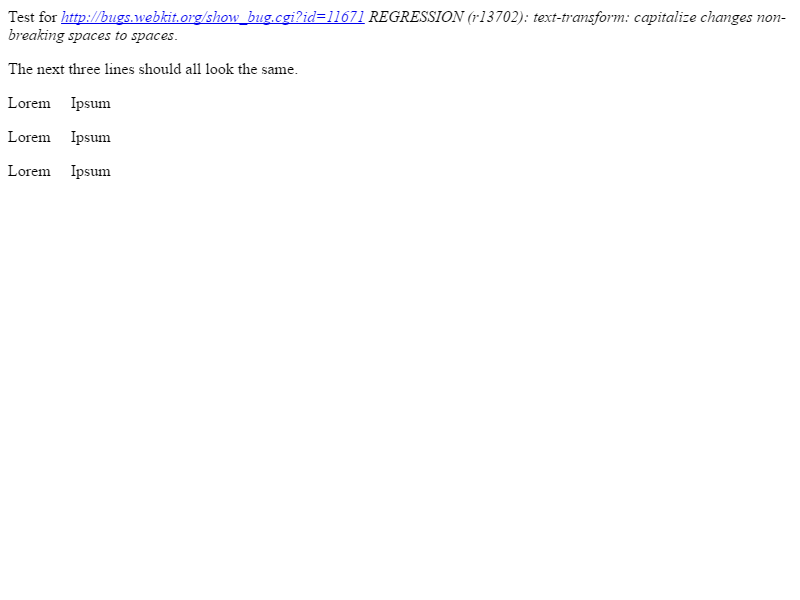 Test for http://bugs.webkit.org/show_bug.cgi?id=11671 REGRESSION (r13702): text-transform: capitalize changes non-
breaking spaces to spaces.
The next three lines should all look the same.
Lorem     Ipsum
Lorem     Ipsum
Lorem     Ipsum